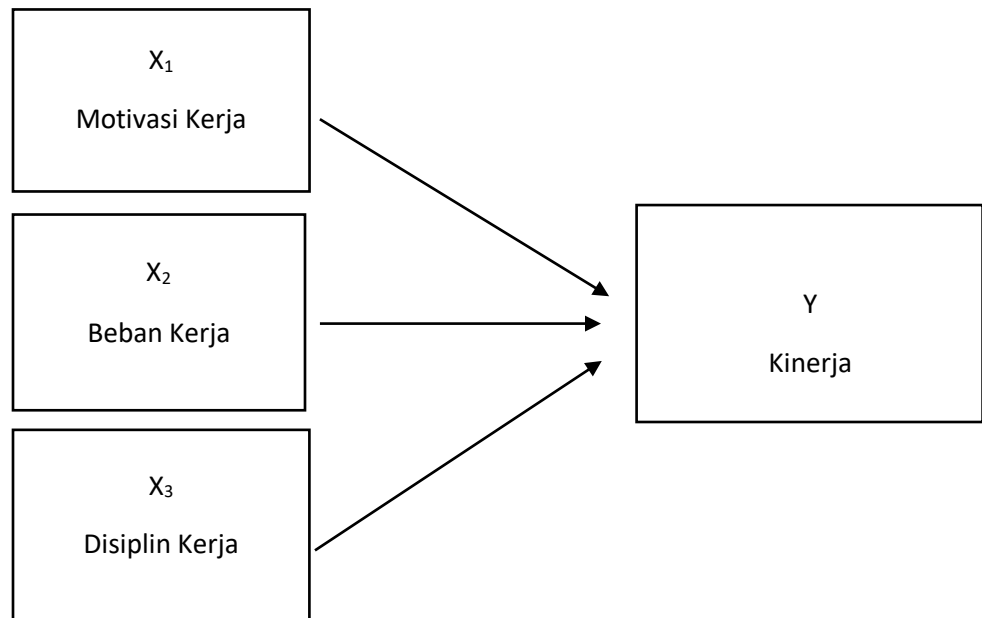 X₁
Motivasi Kerja
X₂
Beban Kerja
X₃
Disiplin Kerja
Y
Kinerja